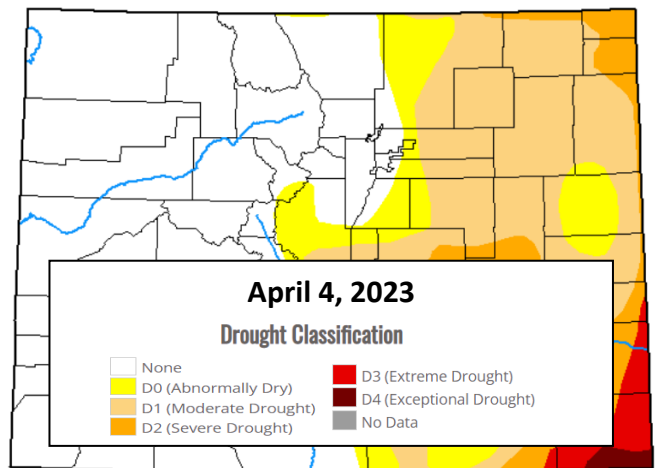 April 4, 2023
Drought Classification
None
D0 (Abnormally Dry)
D1 (Moderate Drought)
D2 (Severe Drought)
D3 (Extreme Drought)
D4 (Exceptional Drought)
No Data